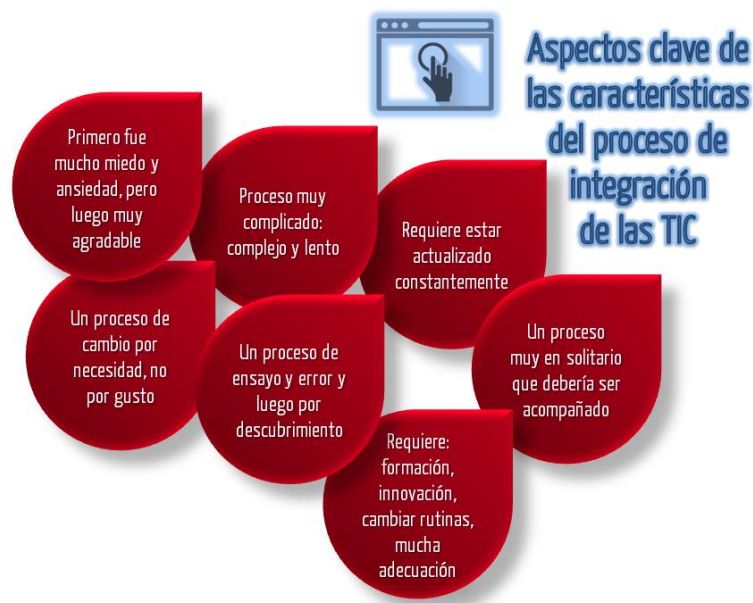 Aspectos clave de
las características
del proceso de
integración
de las TIC
Primero fue
mucho miedo y
ansiedad, pero
luego muy
agradable
Proceso muy
complicado:
complejo y lento
Requiere estar
actualizado
constantemente
Un proceso de
cambio por
necesidad, no
por gusto
Un proceso de
ensayo y error y
luego por
descubrimiento
Un proceso
muy en solitario
que debería ser
acompañado
Requiere:
formación,
innovación,
cambiar rutinas,
mucha
adecuación